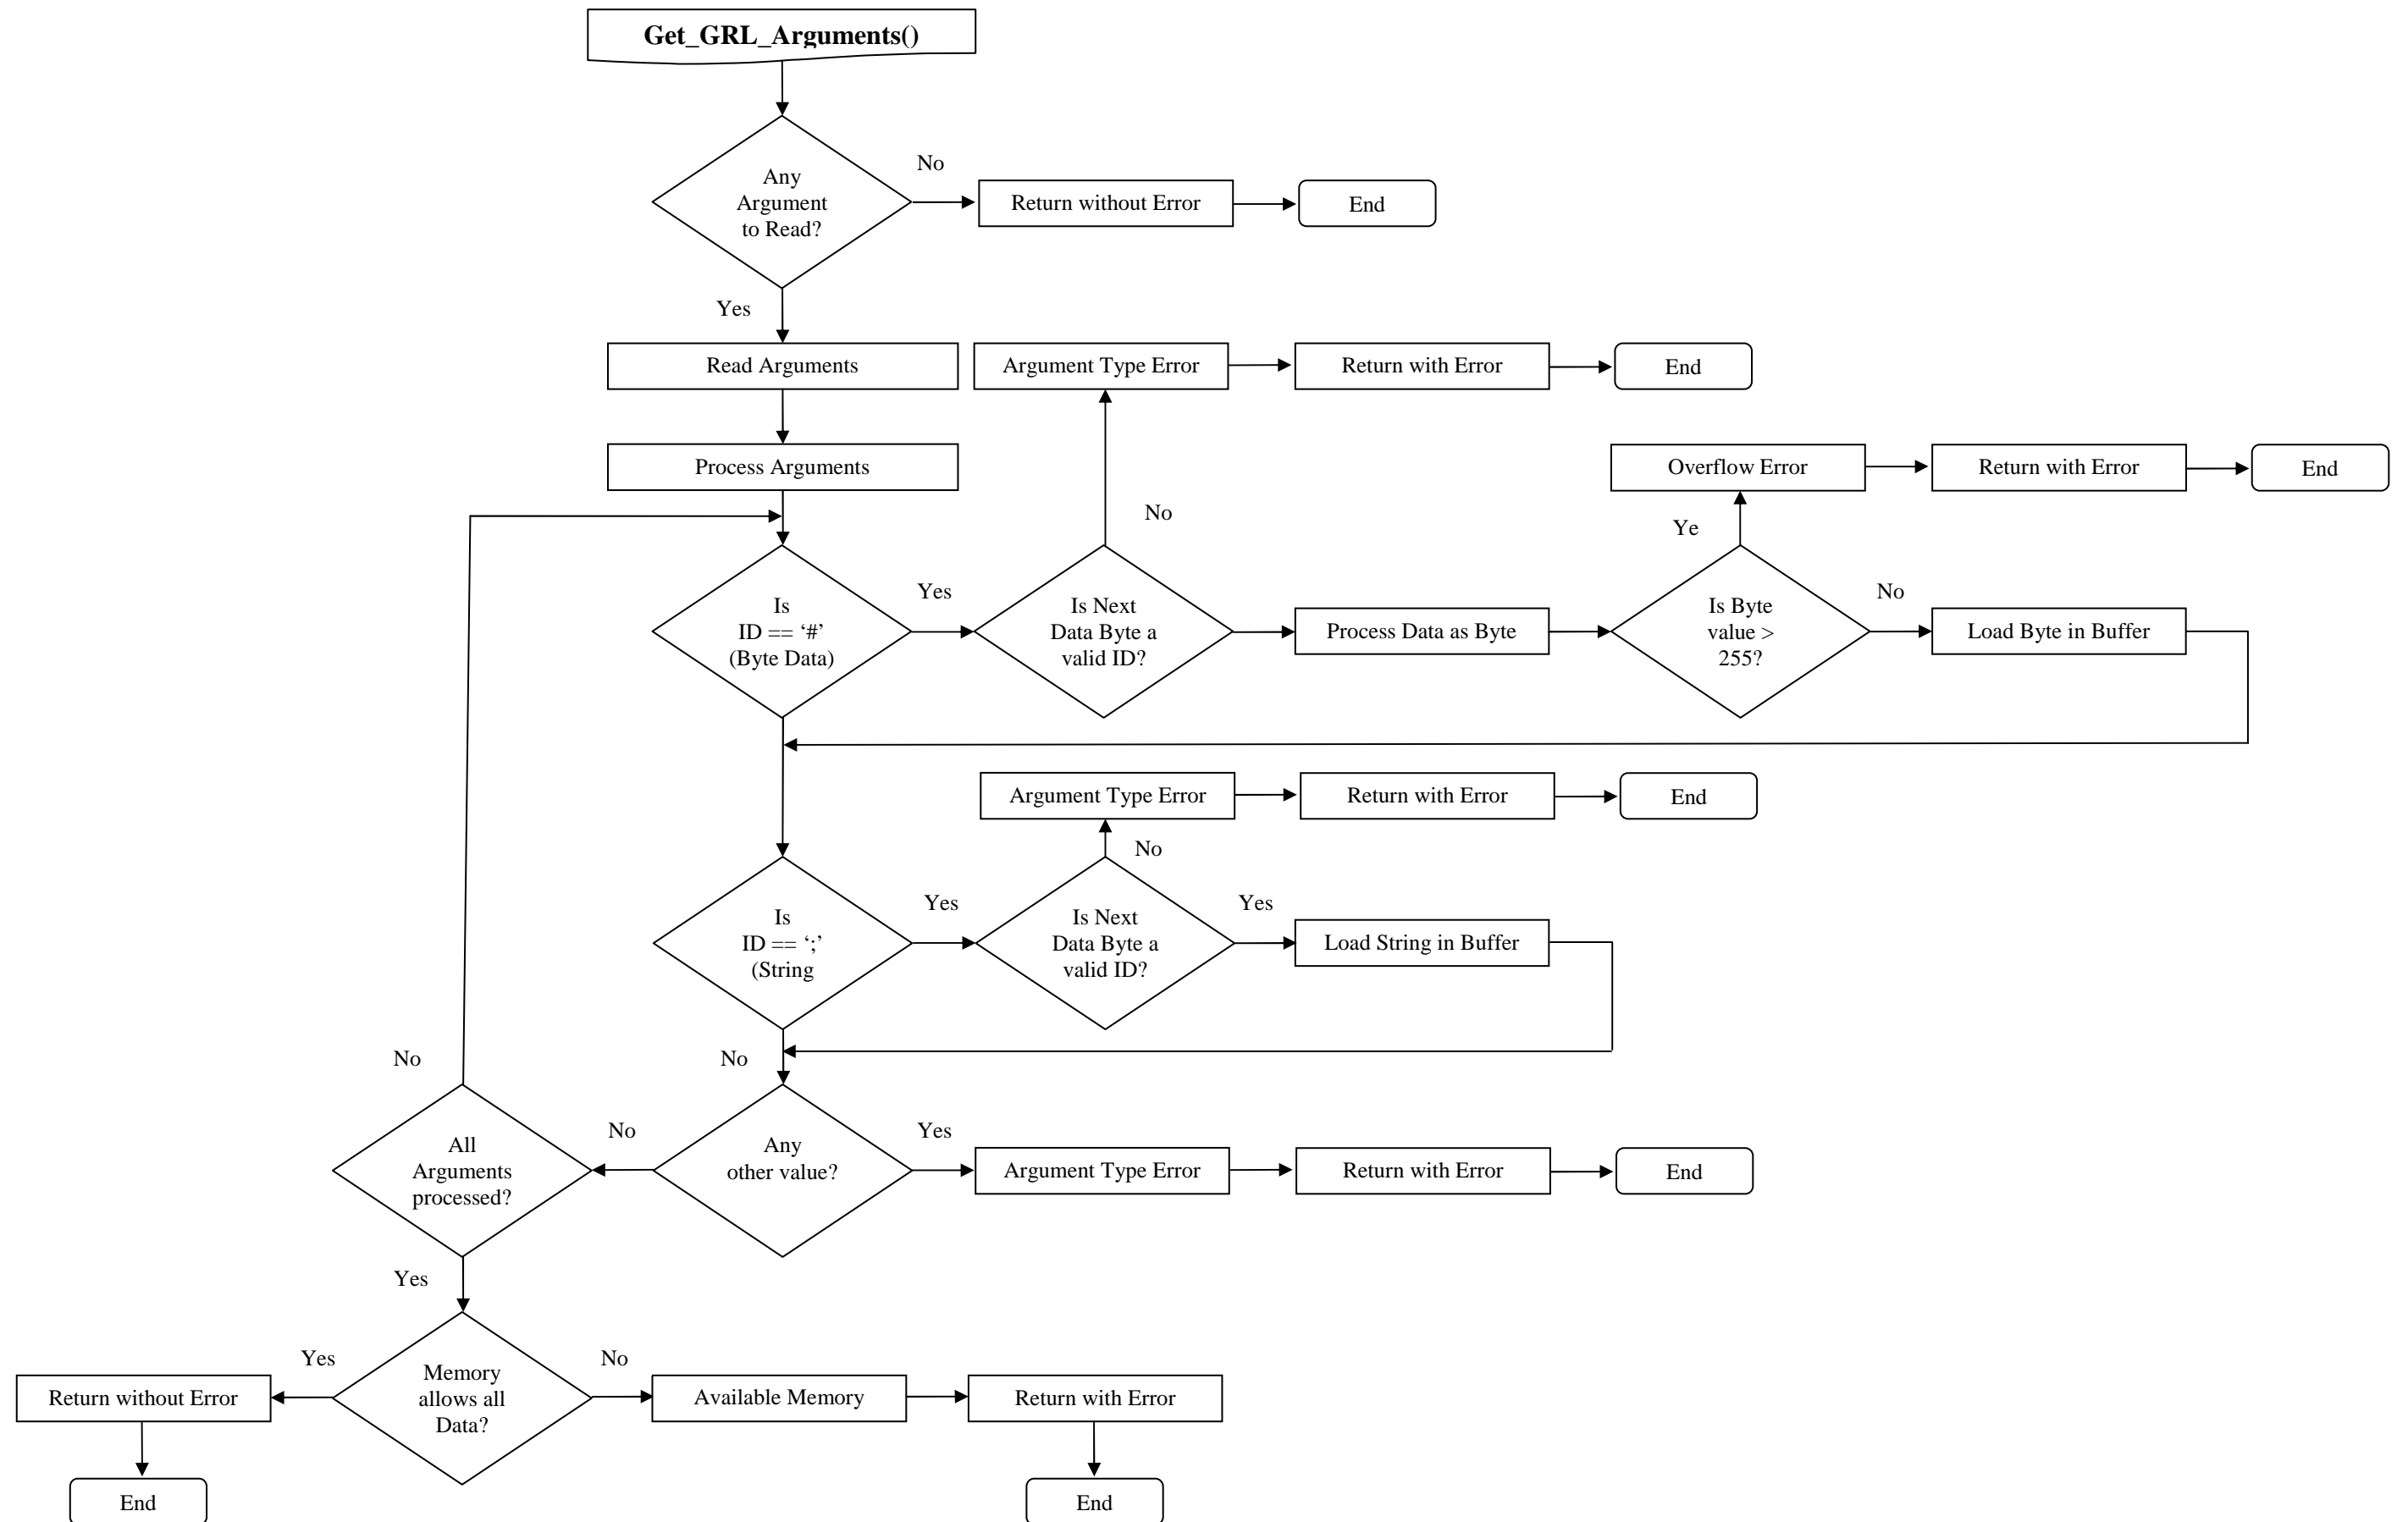 Get_GRL_Arguments()
No
Any
Argument
to Read?
Return without Error
End
Yes
Read Arguments
Argument Type Error
Return with Error
End
Process Arguments
Overflow Error
Return with Error
End
No
Ye
Yes
No
Is
ID == ‘#’
(Byte Data)
Is Next
Data Byte a
valid ID?
Process Data as Byte
Is Byte
value >
255?
Load Byte in Buffer
Argument Type Error
Return with Error
End
No
Yes
Yes
Is
ID == ‘;’
(String
Is Next
Data Byte a
valid ID?
Load String in Buffer
No
No
No
Yes
All
Arguments
processed?
Any
other value?
Argument Type Error
Return with Error
End
Yes
Yes
No
Return without Error
Memory
allows all
Data?
Available Memory
Return with Error
End
End